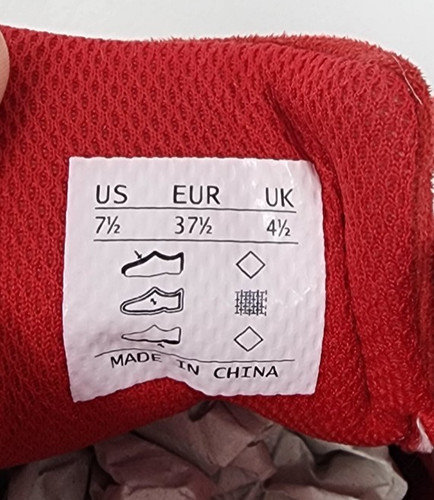 US EUR UK
7½ 37½ 4½
MADE IN CHINA